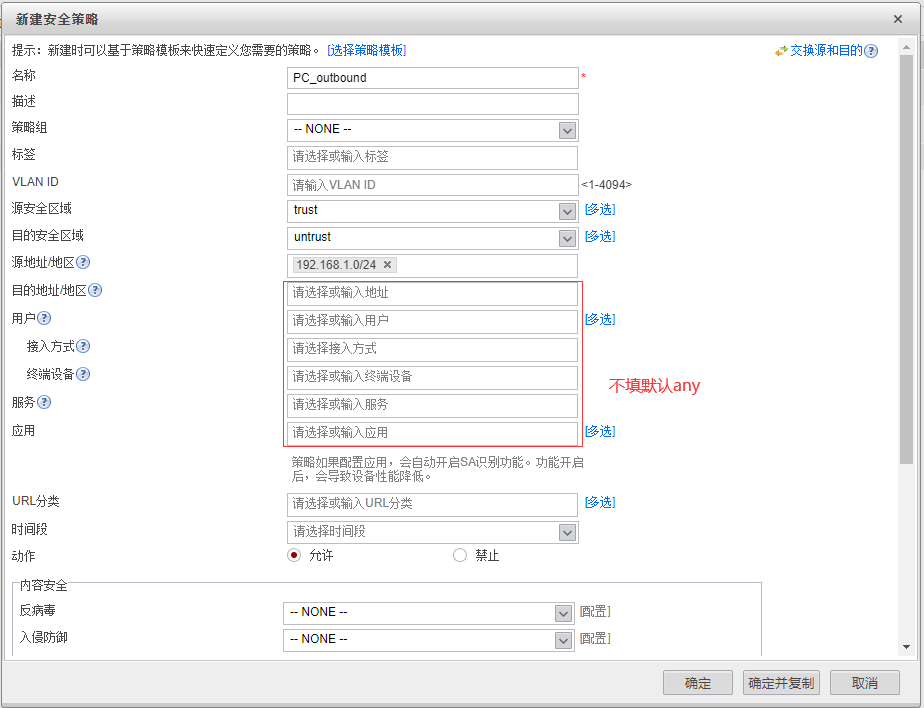 新建安全策略
提示：新建时可以基于策略模板来快速定义您需要的策略。 [选择策略模板] 交换源和目的
名称 PC_outbound *
描述
策略组 -- NONE --
标签 请选择或输入标签
VLAN ID 请输入VLAN ID <1-4094>
源安全区域 trust [多选]
目的安全区域 untrust [多选]
源地址/地区 192.168.1.0/24
目的地址/地区 请选择或输入地址
用户 请选择或输入用户 [多选]
接入方式 请选择接入方式
终端设备 请选择或输入终端设备
不填默认any
服务 请选择或输入服务
应用 请选择或输入应用 [多选]
策略如果配置应用，会自动开启SA识别功能。功能开启
后，会导致设备性能降低。
URL分类 请选择或输入URL分类 [多选]
时间段 请选择时间段
动作 允许 禁止
内容安全
反病毒 -- NONE -- [配置]
入侵防御 -- NONE -- [配置]
确定 确定并复制 取消